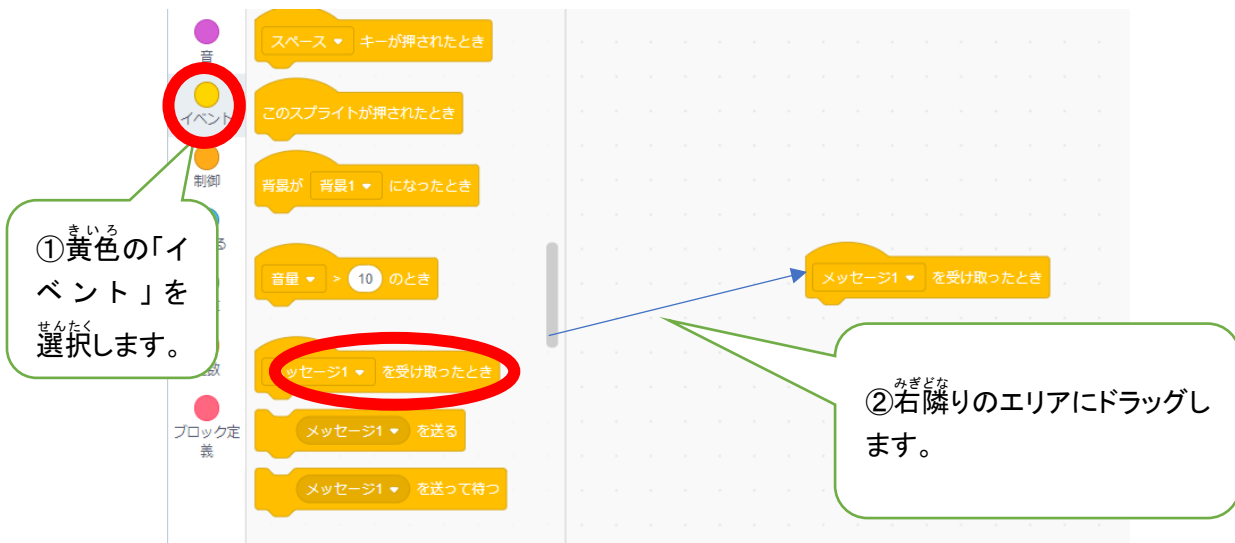 スペース キーが押されたとき
音
イベント
このスプライトが押されたとき
制御
背景が 背景1 になったとき
きいろ
①黄色の「イ
ベント」を
せんたく
選択します。
音量 > 10 のとき
メッセージ1 を受け取ったとき
ッセージ1 を受け取ったとき
数
みぎどな
②右隣りのエリアにドラッグし
ます。
ブロック定
義
メッセージ1 を送る
メッセージ1 を送って待つ